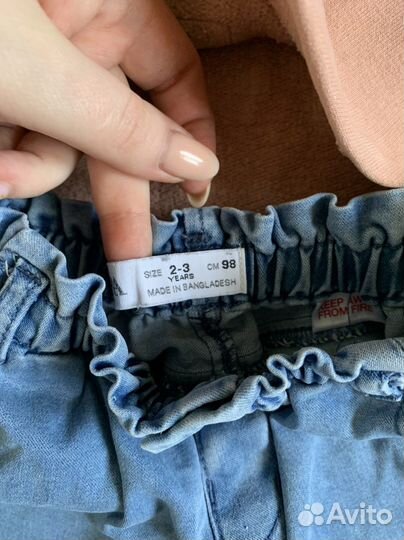 SIZE 2-3 CM 98
YEARS
MADE IN BANGLADESH
KEEP AWAY
FROM FIRE
Avito